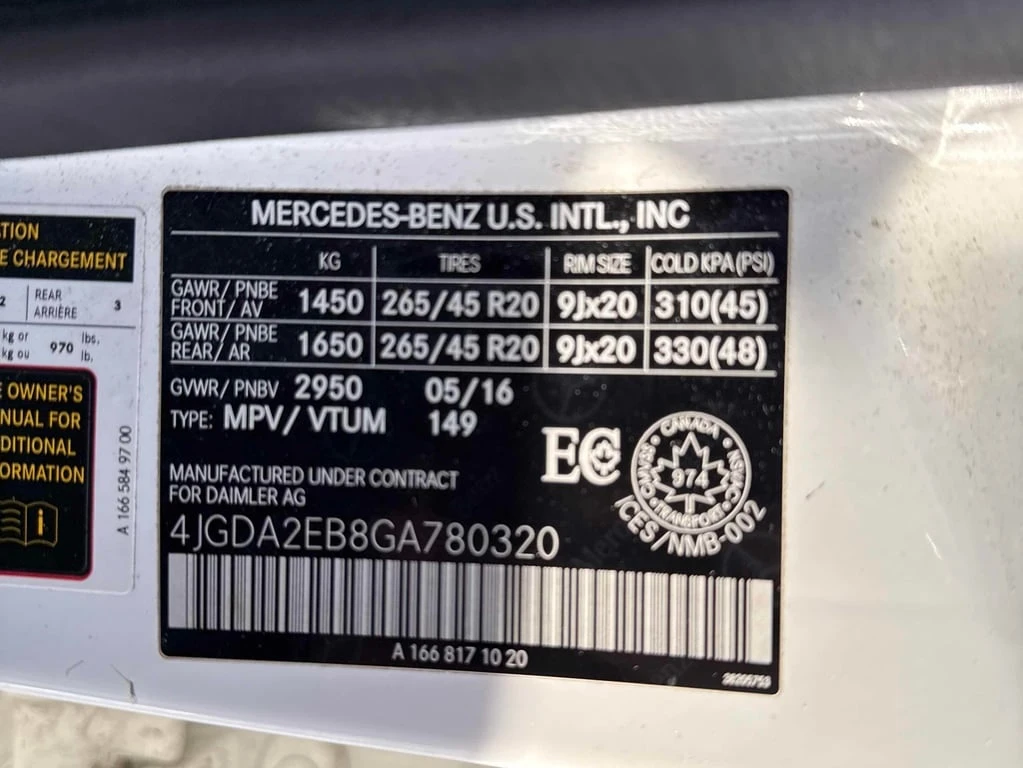 TION
E CHARGEMENT
2 REAR ARRIÈRE 3
kg or
kg ou 970 lbs. lb.
E OWNER'S
NUAL FOR
DITIONAL
ORMATION
i
A 166 584 97 00
MERCEDES-BENZ U.S. INTL., INC
KG TIRES RIM SIZE COLD KPA (PSI)
GAWR/ PNBE
FRONT/ AV 1450 265/45 R20 9Jx20 310(45)
GAWR/ PNBE
REAR/ AR 1650 265/45 R20 9Jx20 330(48)
GVWR/ PNBV 2950 05/16
TYPE: MPV/ VTUM 149
EC
CANADA
974
TRANSPORT
ICES/NMB-002
MANUFACTURED UNDER CONTRACT
FOR DAIMLER AG
4JGDA2EB8GA780320
A 166 817 10 20